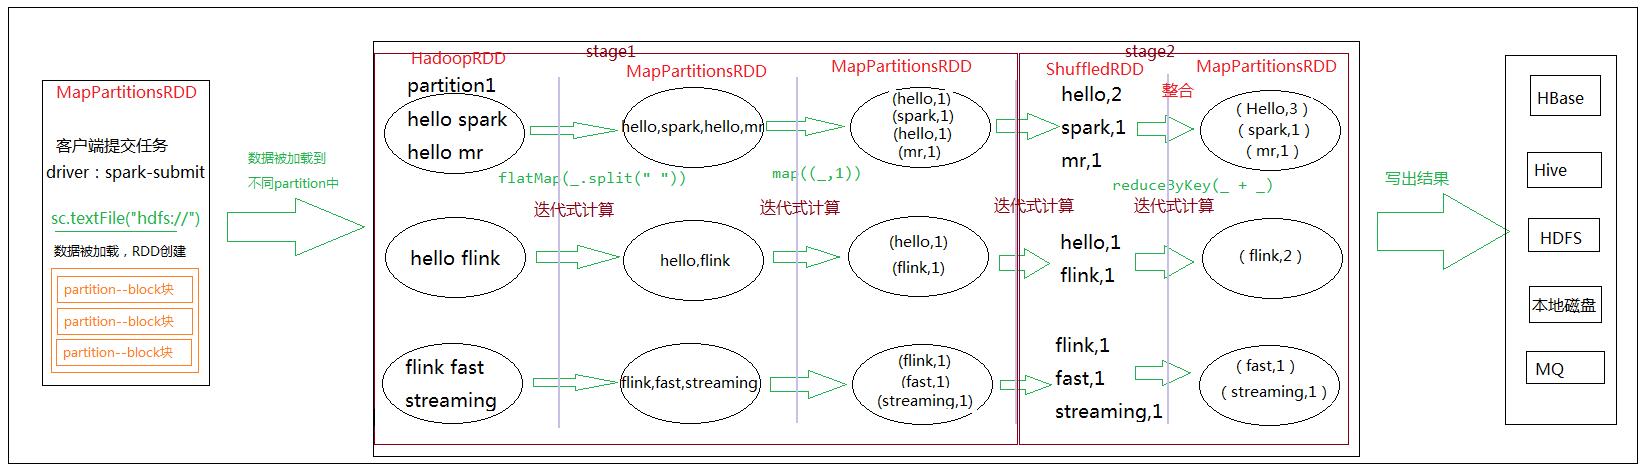 MapPartitionsRDD
客户端提交任务
driver：spark-submit
sc.textFile("hdfs://")
数据被加载，RDD创建
partition--block块
partition--block块
partition--block块
数据被加载到
不同partition中
stage1
HadoopRDD
partition1
hello spark
hello mr
hello flink
flink fast
streaming
flatMap(_.split(" "))
迭代式计算
MapPartitionsRDD
hello,spark,hello,mr
hello,flink
flink,fast,streaming
map((_,1))
迭代式计算
MapPartitionsRDD
(hello,1)
(spark,1)
(hello,1)
(mr,1)
(hello,1)
(flink,1)
(flink,1)
(fast,1)
(streaming,1)
迭代式计算
stage2
ShuffledRDD
hello,2
spark,1
mr,1
hello,1
flink,1
flink,1
fast,1
streaming,1
整合
reduceByKey(_ + _)
迭代式计算
MapPartitionsRDD
（Hello,3）
（spark,1）
（mr,1）
（flink,2）
（fast,1）
（streaming,1）
写出结果
HBase
Hive
HDFS
本地磁盘
MQ